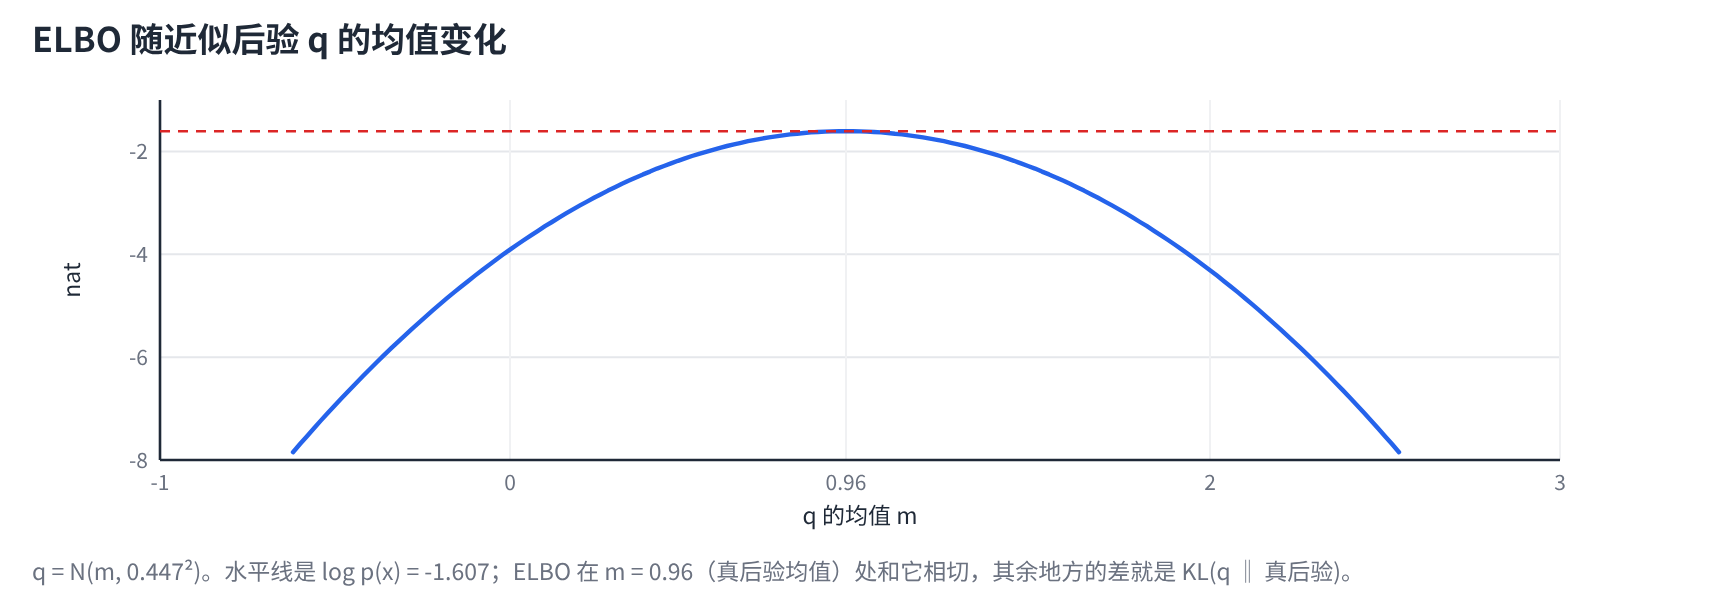 ELBO 随近似后验 q 的均值变化
nat
-2
-4
-6
-8
-1
0
0.96
2
3
q 的均值 m
q = N(m, 0.447²)。水平线是 log p(x) = -1.607；ELBO 在 m = 0.96（真后验均值）处和它相切，其余地方的差就是 KL(q ‖ 真后验)。